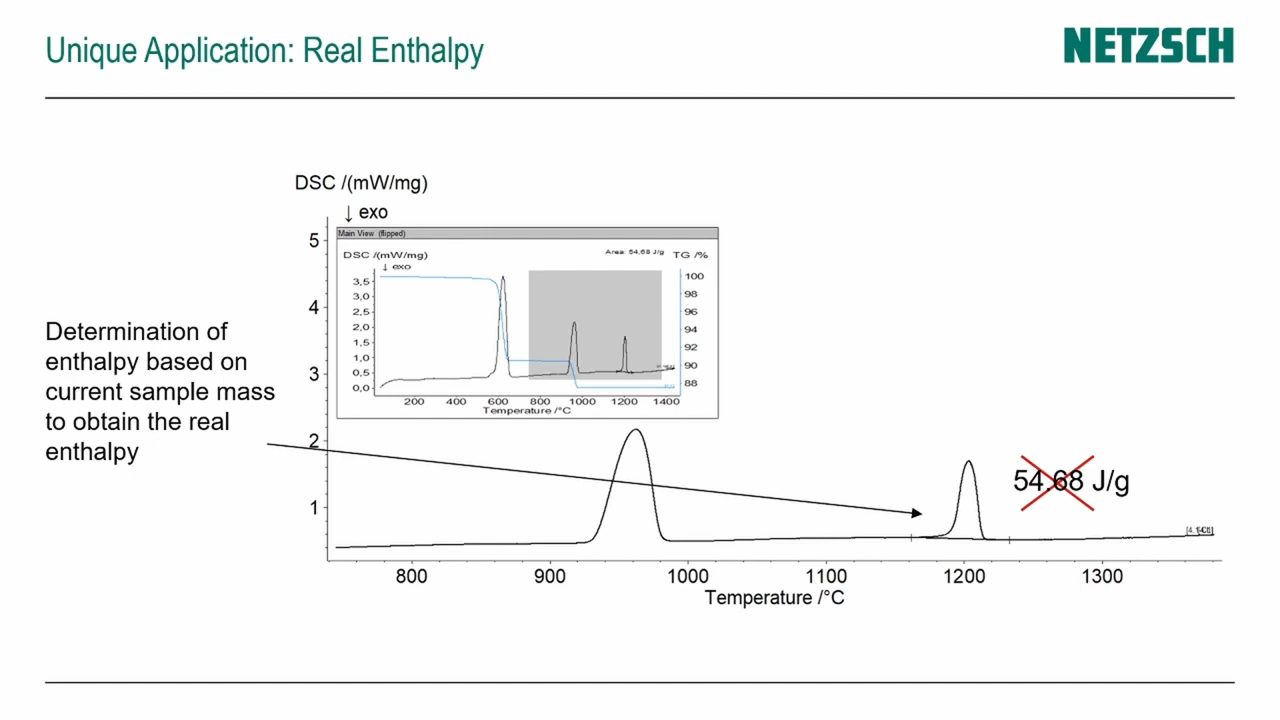 Unique Application: Real Enthalpy
NETZSCH
DSC /(mW/mg)
↓ exo
5
4
3
2
1
Main View (flipped)
Area: 54.68 J/g
DSC /(mW/mg)
TG /%
↓ exo
3,5
3,0
2,5
2,0
1,5
1,0
0,5
0,0
100
98
96
94
92
90
88
200 400 600 800 1000 1200 1400
Temperature /°C
Determination of
enthalpy based on
current sample mass
to obtain the real
enthalpy
54.68 J/g
800 900 1000 1100 1200 1300
Temperature /°C